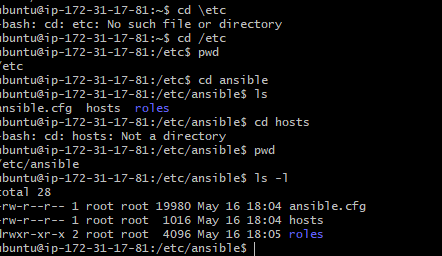 ubuntu@ip-172-31-17-81:~$ cd \etc
-bash: cd: etc: No such file or directory
ubuntu@ip-172-31-17-81:~$ cd /etc
ubuntu@ip-172-31-17-81:/etc$ pwd
/etc
ubuntu@ip-172-31-17-81:/etc$ cd ansible
ubuntu@ip-172-31-17-81:/etc/ansible$ ls
ansible.cfg  hosts  roles
ubuntu@ip-172-31-17-81:/etc/ansible$ cd hosts
-bash: cd: hosts: Not a directory
ubuntu@ip-172-31-17-81:/etc/ansible$ pwd
/etc/ansible
ubuntu@ip-172-31-17-81:/etc/ansible$ ls -l
total 28
-rw-r--r-- 1 root root 19980 May 16 18:04 ansible.cfg
-rw-r--r-- 1 root root  1016 May 16 18:04 hosts
drwxr-xr-x 2 root root  4096 May 16 18:05 roles
ubuntu@ip-172-31-17-81:/etc/ansible$